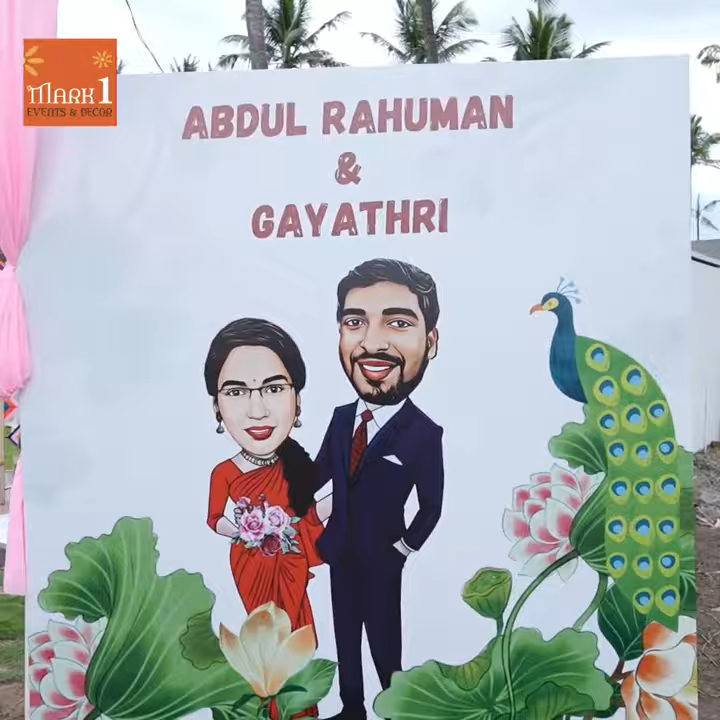 MARK 1
EVENTS & DECOR
ABDUL RAHUMAN
&
GAYATHRI